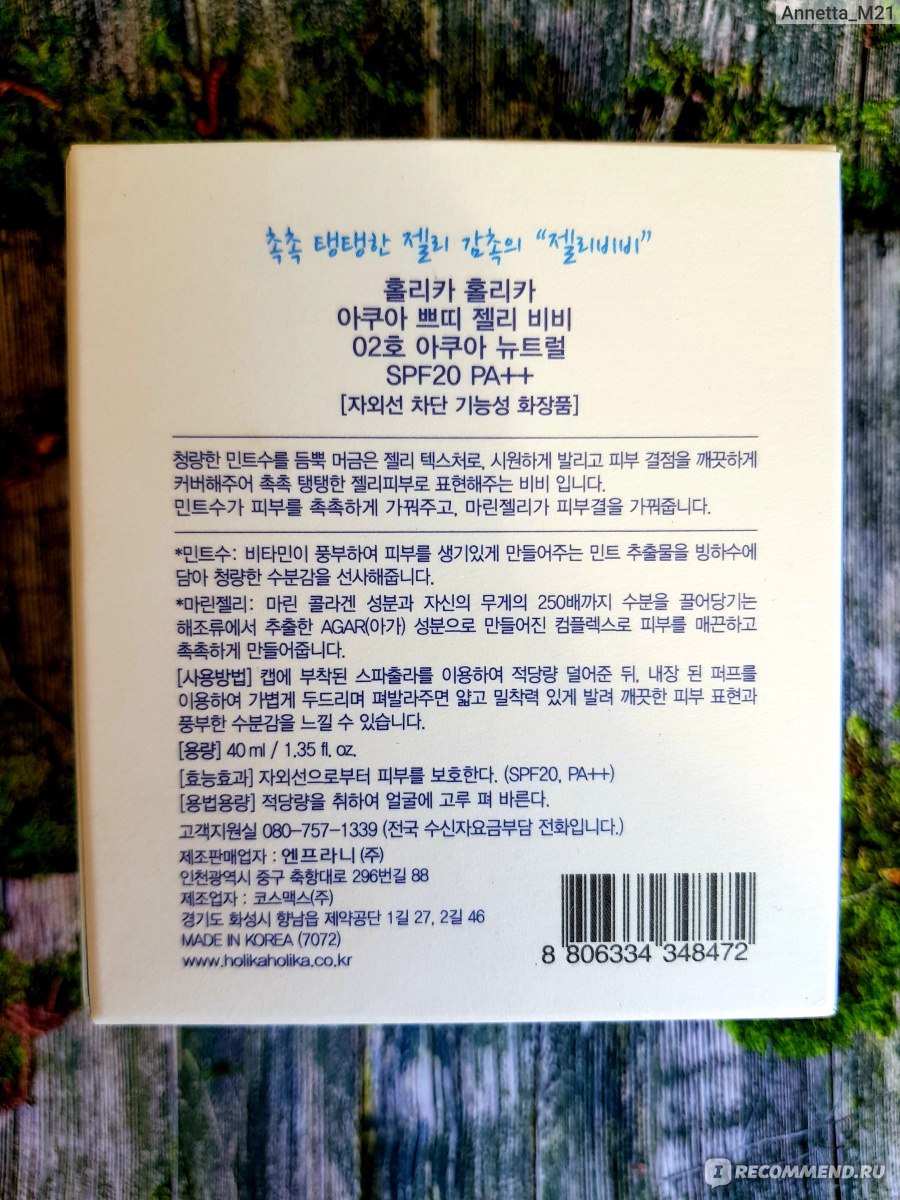 Annetta_M21
촉촉 탱탱한 젤리 감촉의 “젤리비비”
홀리카 홀리카
아쿠아 쁘띠 젤리 비비
02호 아쿠아 뉴트럴
SPF20 PA++
[자외선 차단 기능성 화장품]
청량한 민트수를 듬뿍 머금은 젤리 텍스처로, 시원하게 발리고 피부 결점을 깨끗하게
커버해주어 촉촉 탱탱한 젤리피부로 표현해주는 비비 입니다.
민트수가 피부를 촉촉하게 가꿔주고, 마린젤리가 피부결을 가꿔줍니다.
*민트수: 비타민이 풍부하여 피부를 생기있게 만들어주는 민트 추출물을 빙하수에
담아 청량한 수분감을 선사해줍니다.
*마린젤리: 마린 콜라겐 성분과 자신의 무게의 250배까지 수분을 끌어당기는
해조류에서 추출한 AGAR(아가) 성분으로 만들어진 컴플렉스로 피부를 매끈하고
촉촉하게 만들어줍니다.
[사용방법] 캡에 부착된 스파출라를 이용하여 적당량 덜어준 뒤, 내장 된 퍼프를
이용하여 가볍게 두드리며 펴발라주면 얇고 밀착력 있게 발려 깨끗한 피부 표현과
풍부한 수분감을 느낄 수 있습니다.
[용량] 40 ml / 1.35 fl. oz.
[효능효과] 자외선으로부터 피부를 보호한다. (SPF20, PA++)
[용법용량] 적당량을 취하여 얼굴에 고루 펴 바른다.
고객지원실 080-757-1339 (전국 수신자요금부담 전화입니다.)
제조판매업자 : 엔프라니 (주)
인천광역시 중구 축항대로 296번길 88
제조업자 : 코스맥스(주)
경기도 화성시 향남읍 제약공단 1길 27, 2길 46
MADE IN KOREA (7072)
www.holikaholika.co.kr
8 806334 348472
I RECOMMEND.RU